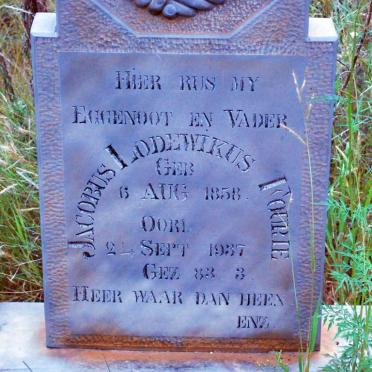 HIER RUS MY
EGGENOOT EN VADER
JACOBUS LODEWIKUS FOURIE
GEB
6 AUG 1858.
OORL
24 SEPT 1937
GEZ 83 3
HEER WAAR DAN HEEN
ENZ.